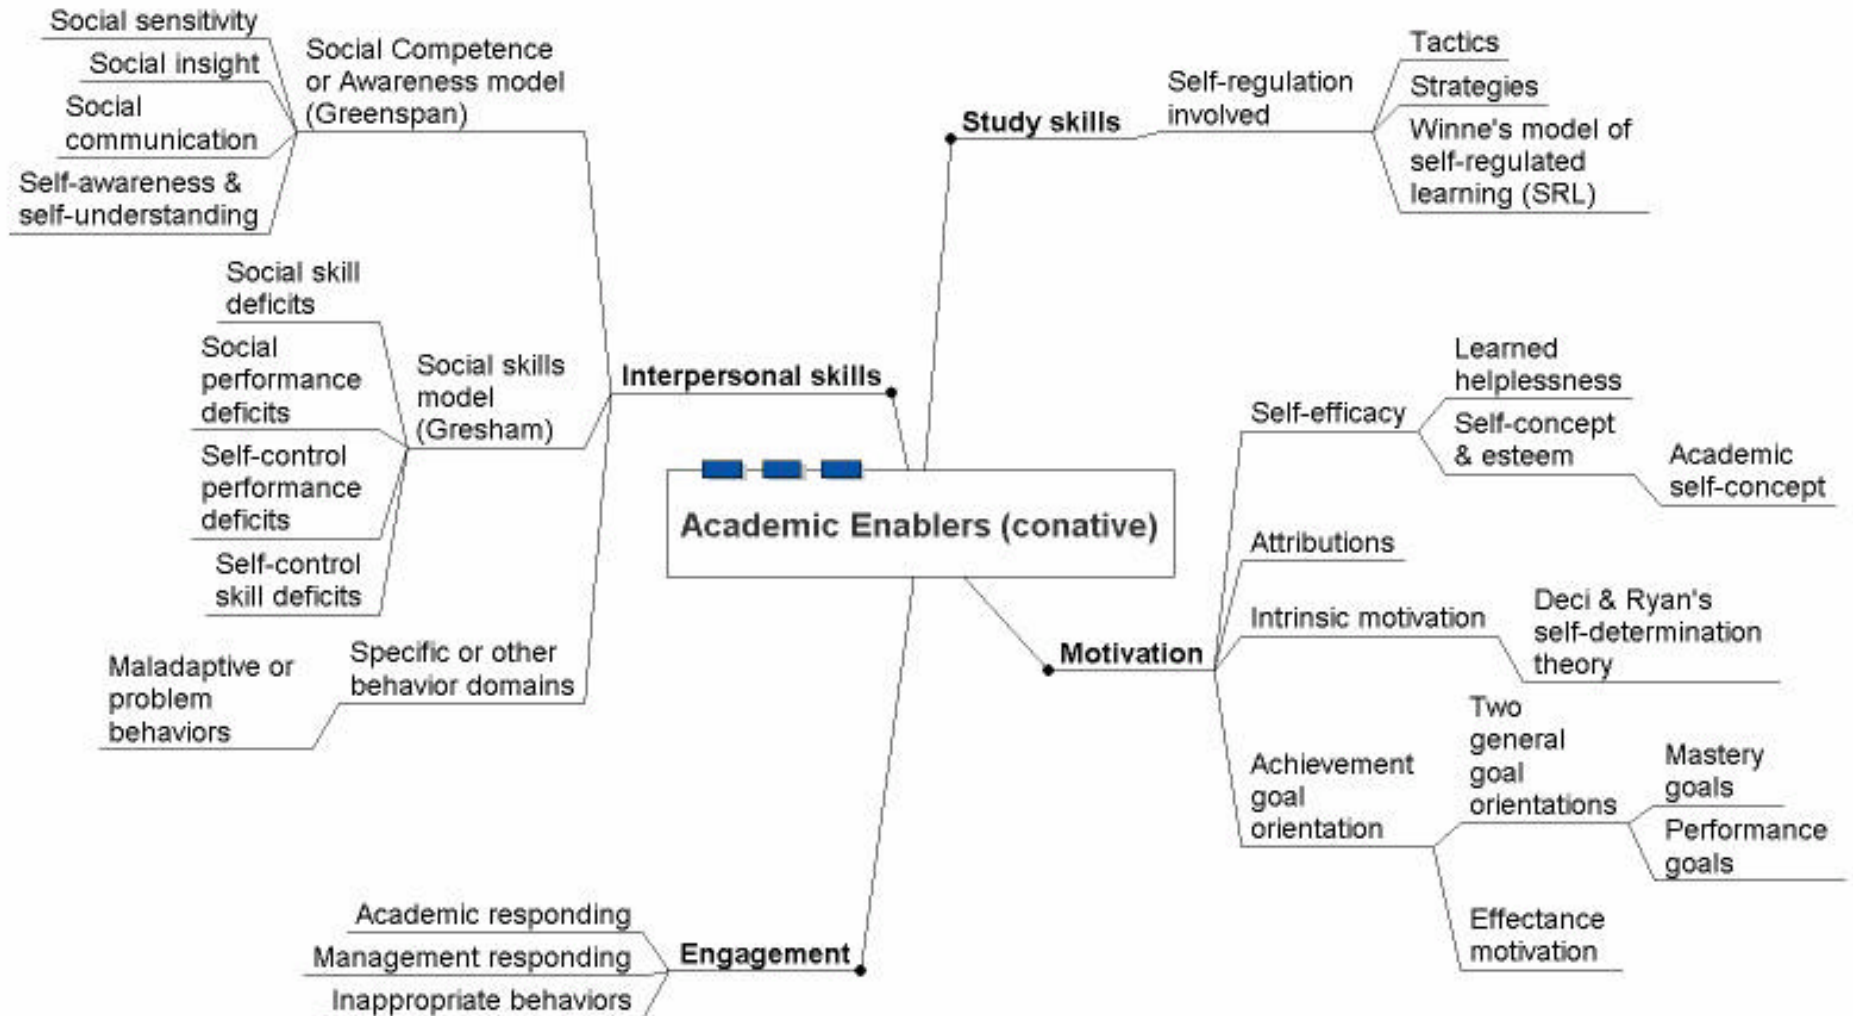 Social sensitivity
Social insight
Social
communication
Self-awareness &
self-understanding
Social Competence
or Awareness model
(Greenspan)
Social skill
deficits
Social
performance
deficits
Self-control
performance
deficits
Self-control
skill deficits
Social skills
model
(Gresham)
Maladaptive or
problem
behaviors
Specific or other
behavior domains
Interpersonal skills
Academic Enablers (conative)
Study skills
Self-regulation
involved
Tactics
Strategies
Winne's model of
self-regulated
learning (SRL)
Motivation
Self-efficacy
Learned
helplessness
Self-concept
& esteem
Academic
self-concept
Attributions
Intrinsic motivation
Deci & Ryan's
self-determination
theory
Achievement
goal
orientation
Two
general
goal
orientations
Mastery
goals
Performance
goals
Effectance
motivation
Engagement
Academic responding
Management responding
Inappropriate behaviors